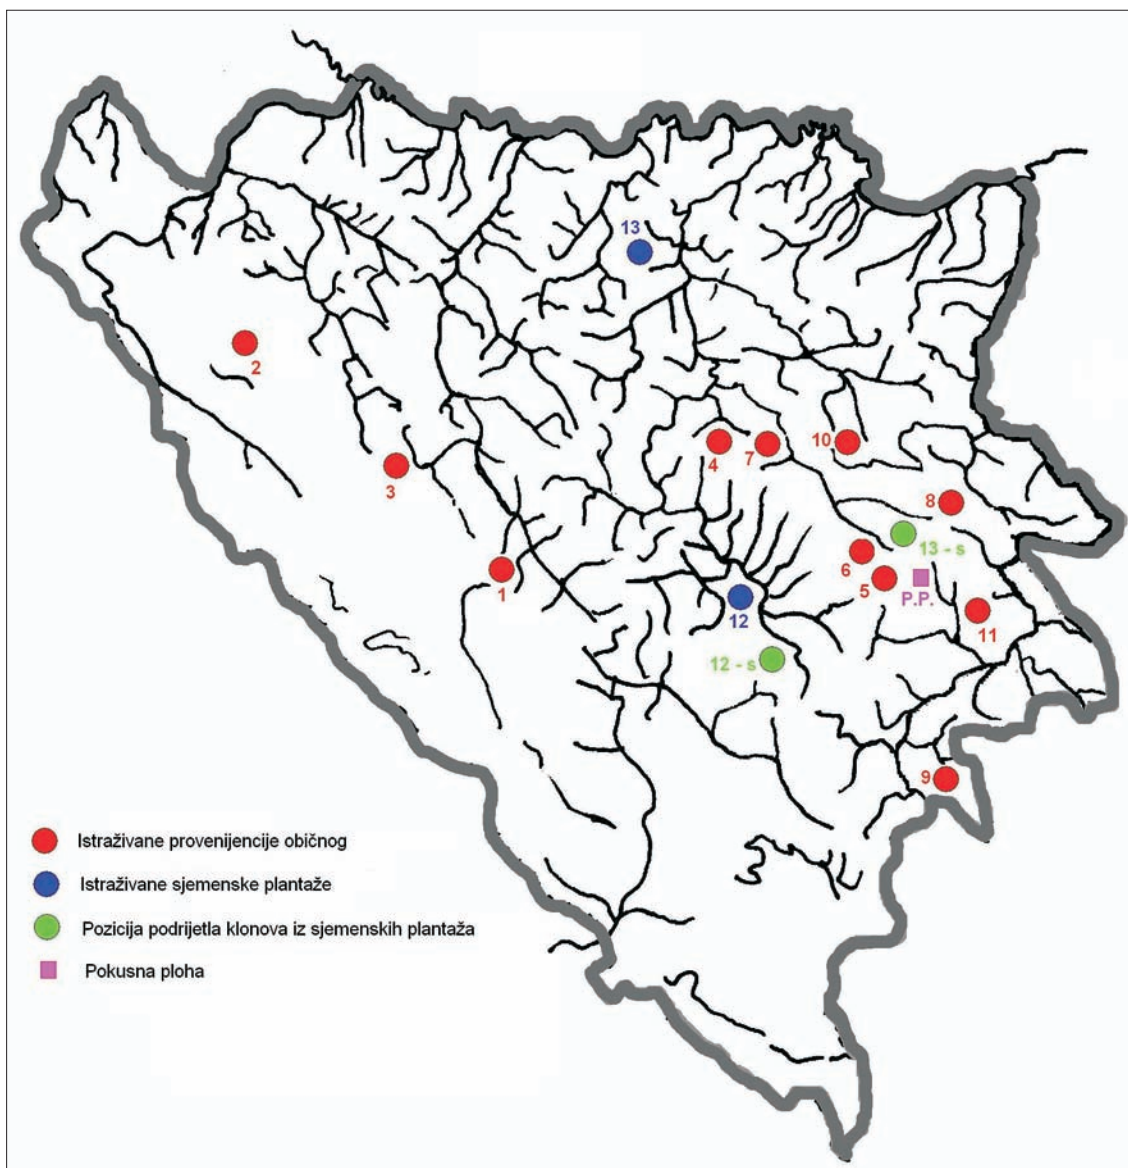 13
2
4
7
10
3
8
13 - s
6
5
P.P.
1
11
12
12 - s
9
Istraživane provenijencije običnog
Istraživane sjemenske plantaže
Pozicija podrijetla klonova iz sjemenskih plantaža
Pokusna ploha